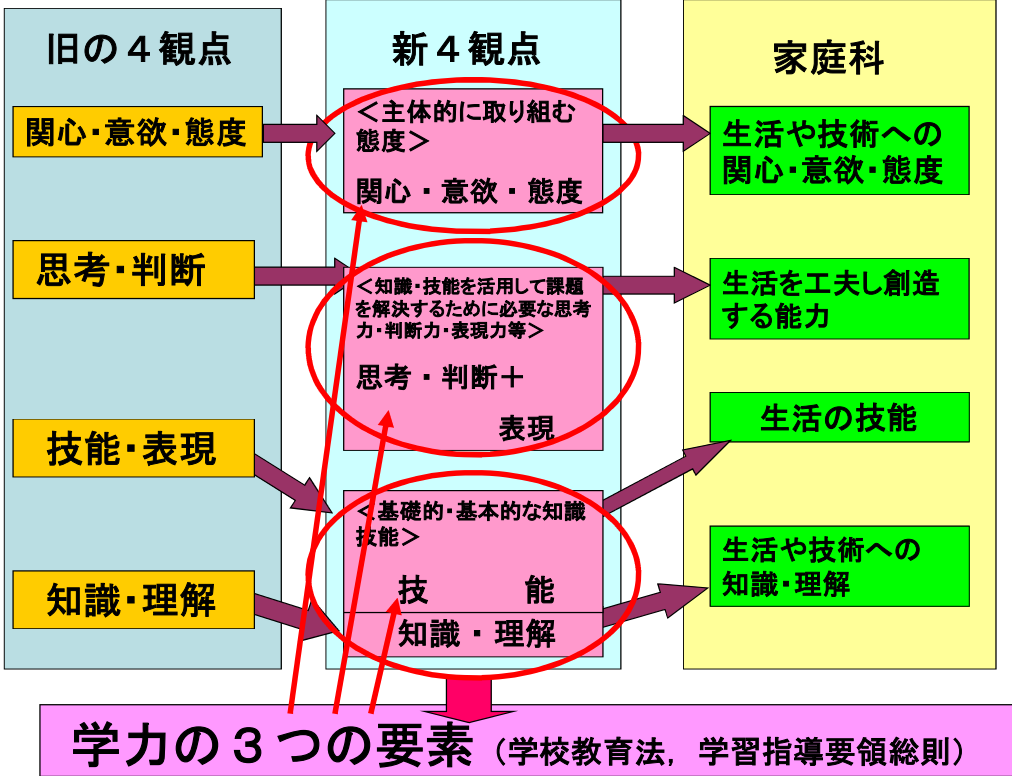 旧の４観点
関心・意欲・態度
思考・判断
技能・表現
知識・理解
新４観点
＜主体的に取り組む
態度＞
関心・意欲・態度
＜知識・技能を活用して課題
を解決するために必要な思考
力・判断力・表現力等＞
思考・判断＋
表現
＜基礎的・基本的な知識
技能＞
技　　能
知識・理解
家庭科
生活や技術への
関心・意欲・態度
生活を工夫し創造
する能力
生活の技能
生活や技術への
知識・理解
学力の３つの要素（学校教育法，学習指導要領総則）